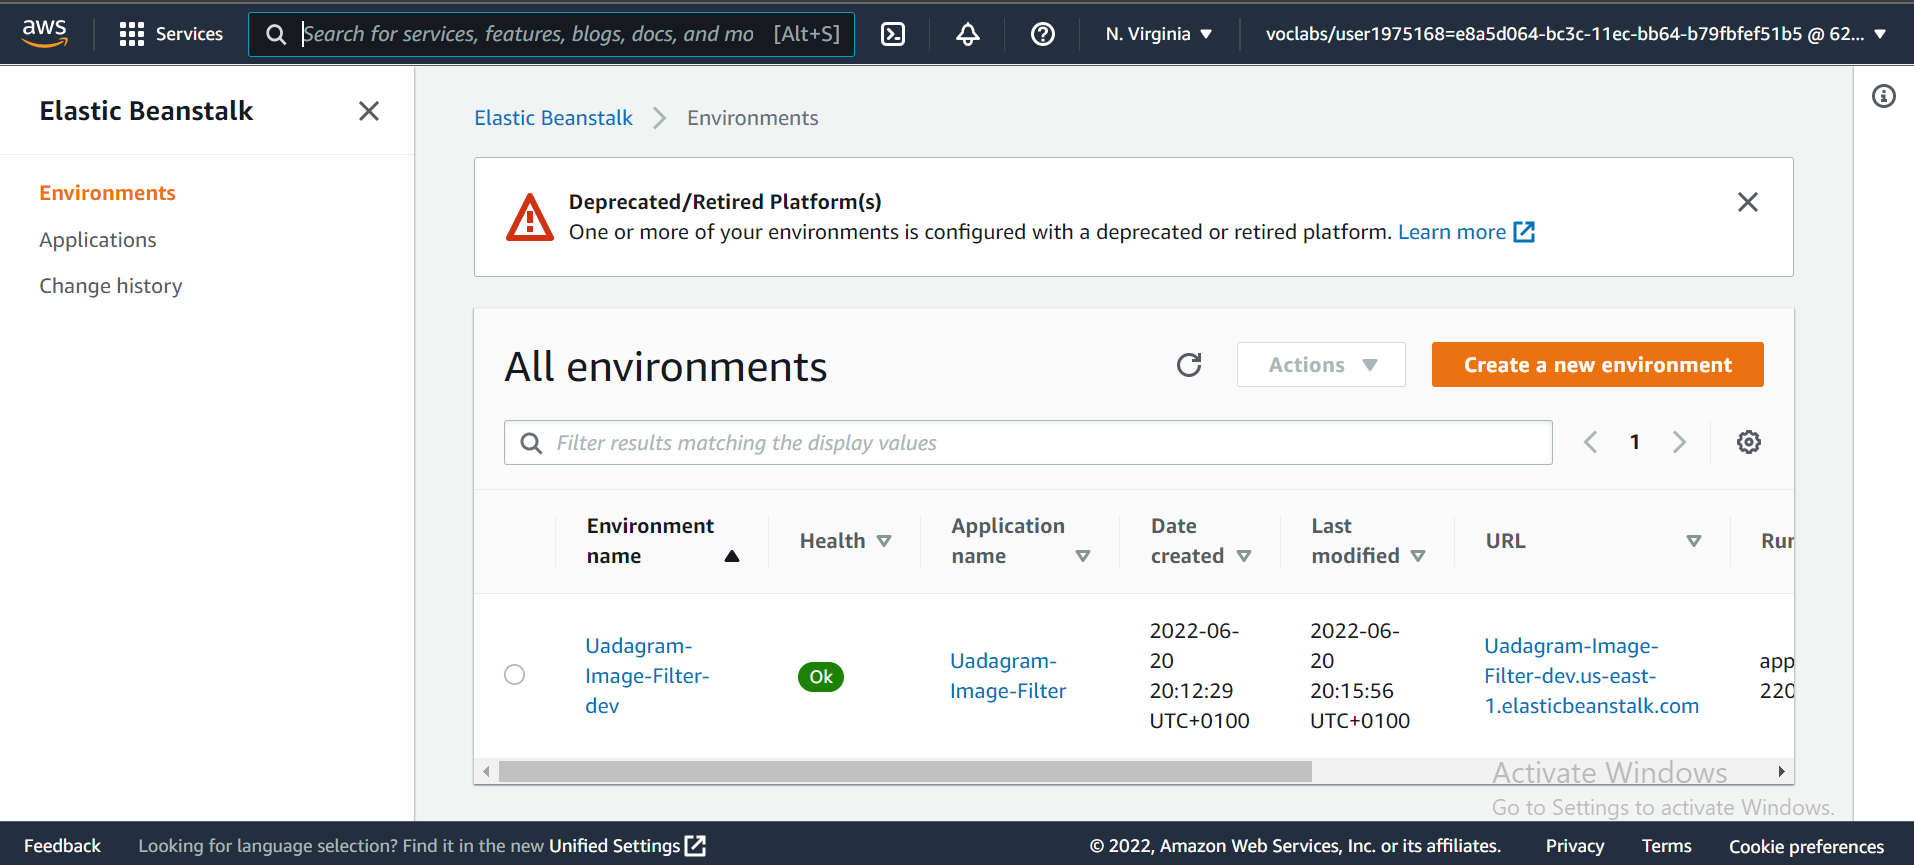 aws
Services
Search for services, features, blogs, docs, and mo [Alt+S]
N. Virginia
voclabs/user1975168=e8a5d064-bc3c-11ec-bb64-b79fbfef51b5 @ 62...
Elastic Beanstalk
Environments
Applications
Change history
Elastic Beanstalk
Environments
Deprecated/Retired Platform(s)
One or more of your environments is configured with a deprecated or retired platform. Learn more
All environments
Actions
Create a new environment
Filter results matching the display values
1
Environment
name
Health
Application
name
Date
created
Last
modified
URL
Run
Uadagram-
Image-Filter-
dev
Ok
Uadagram-
Image-Filter
2022-06-
20
20:12:29
UTC+0100
2022-06-
20
20:15:56
UTC+0100
Uadagram-Image-
Filter-dev.us-east-
1.elasticbeanstalk.com
app
220
Activate Windows
Go to Settings to activate Windows.
Feedback
Looking for language selection? Find it in the new Unified Settings
© 2022, Amazon Web Services, Inc. or its affiliates.
Privacy
Terms
Cookie preferences